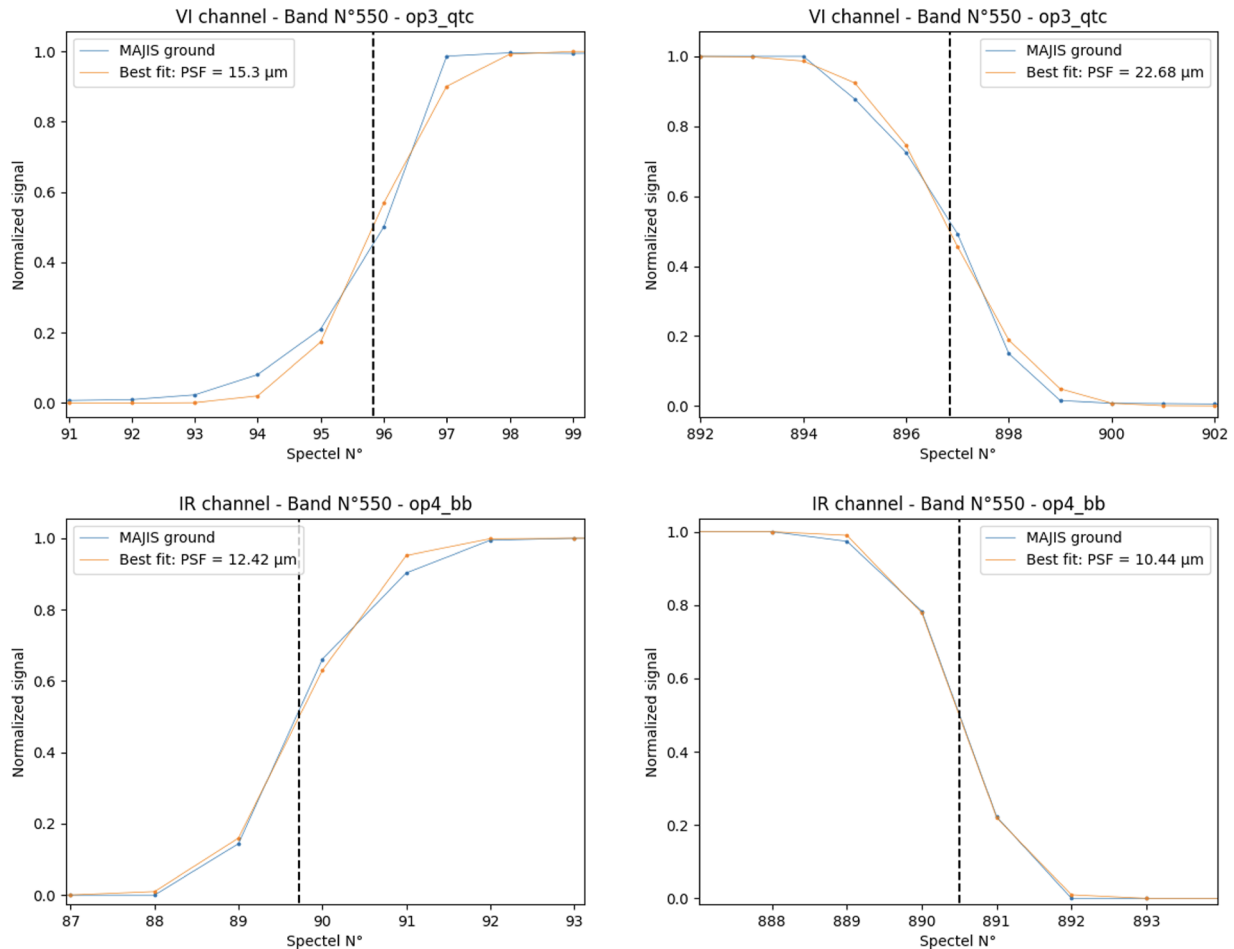 VI channel - Band N°550 - op3_qtc
MAJIS ground
Best fit: PSF = 15.3 μm
Normalized signal
1.0
0.8
0.6
0.4
0.2
0.0
91 92 93 94 95 96 97 98 99
Spectel N°
VI channel - Band N°550 - op3_qtc
MAJIS ground
Best fit: PSF = 22.68 μm
Normalized signal
1.0
0.8
0.6
0.4
0.2
0.0
892 894 896 898 900 902
Spectel N°
IR channel - Band N°550 - op4_bb
MAJIS ground
Best fit: PSF = 12.42 μm
Normalized signal
1.0
0.8
0.6
0.4
0.2
0.0
87 88 89 90 91 92 93
Spectel N°
IR channel - Band N°550 - op4_bb
MAJIS ground
Best fit: PSF = 10.44 μm
Normalized signal
1.0
0.8
0.6
0.4
0.2
0.0
888 889 890 891 892 893
Spectel N°